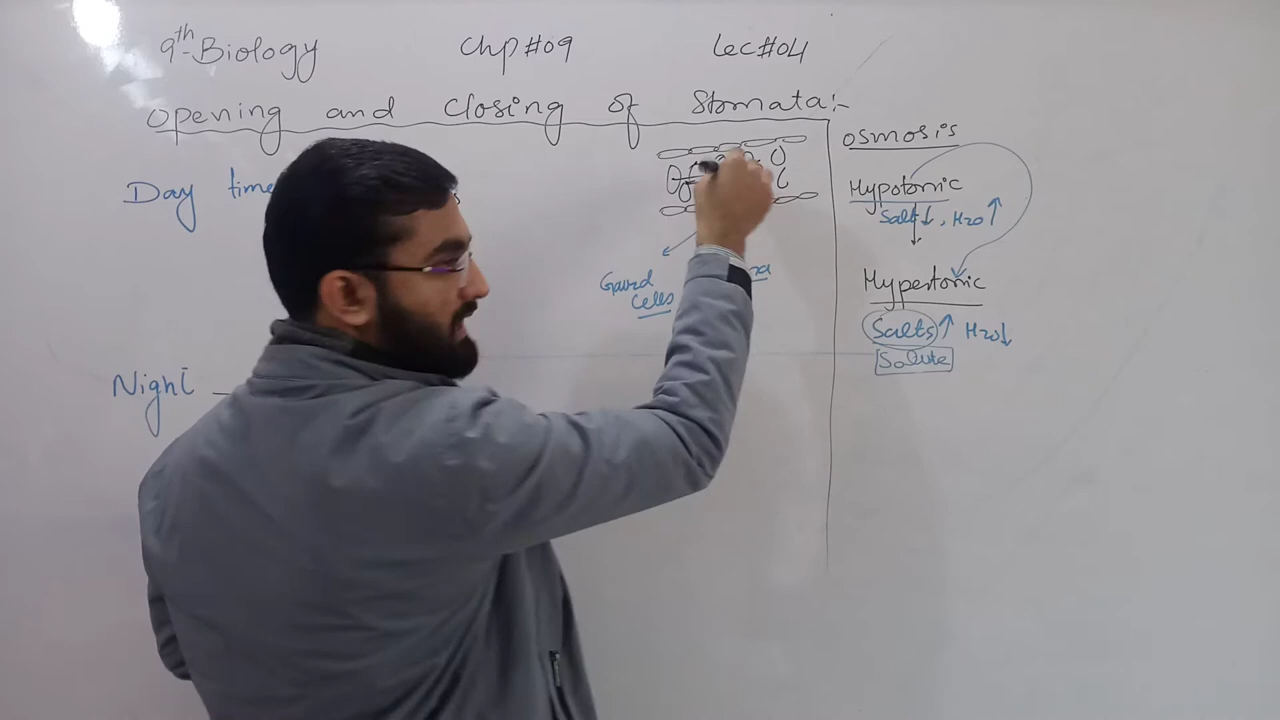 9th-Biology Chp#09 Lec#04
Opening and Closing of Stomata:-
Day time
Night
Gaurd
Cells
Osmosis
Hypotonic
Salt↓, H2O↑
Hypertonic
Salts↑ H2O↓
Solute